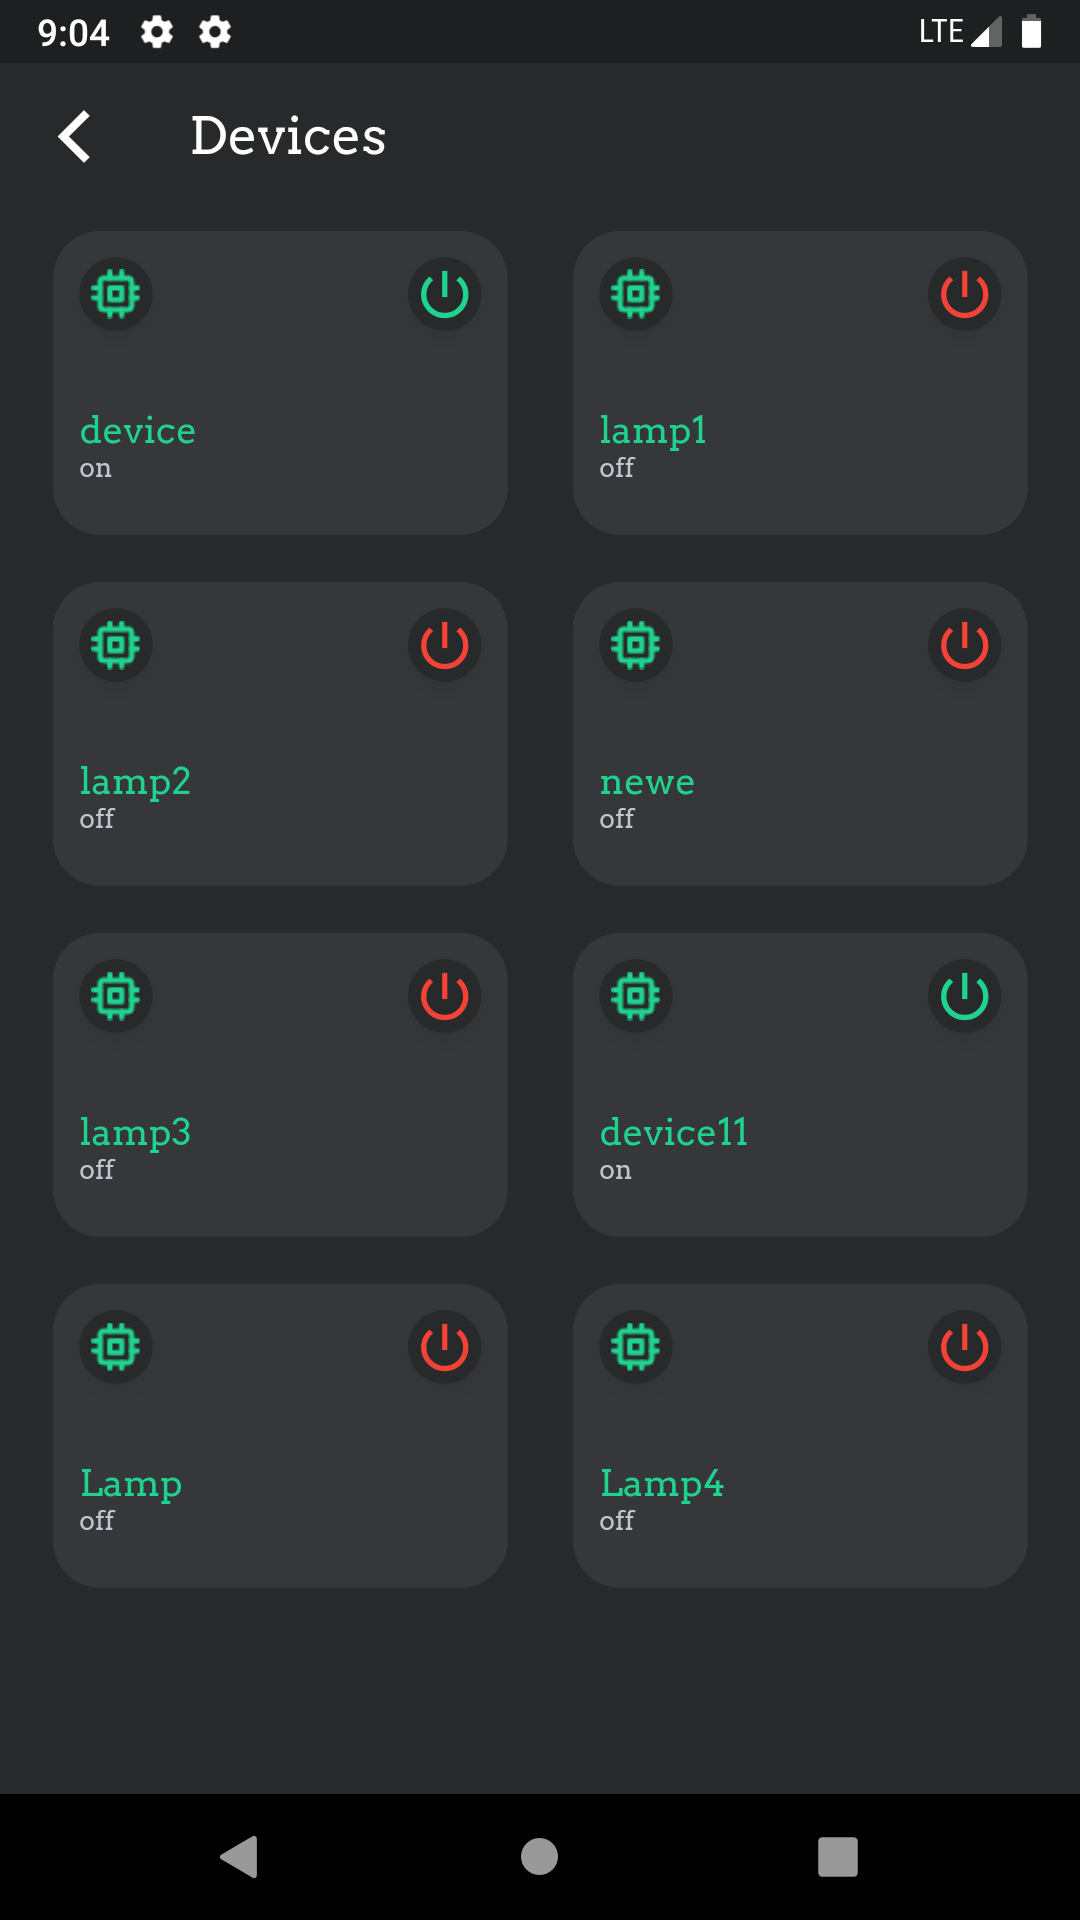 9:04 LTE
Devices
device
on
lamp1
off
lamp2
off
newe
off
lamp3
off
device11
on
Lamp
off
Lamp4
off